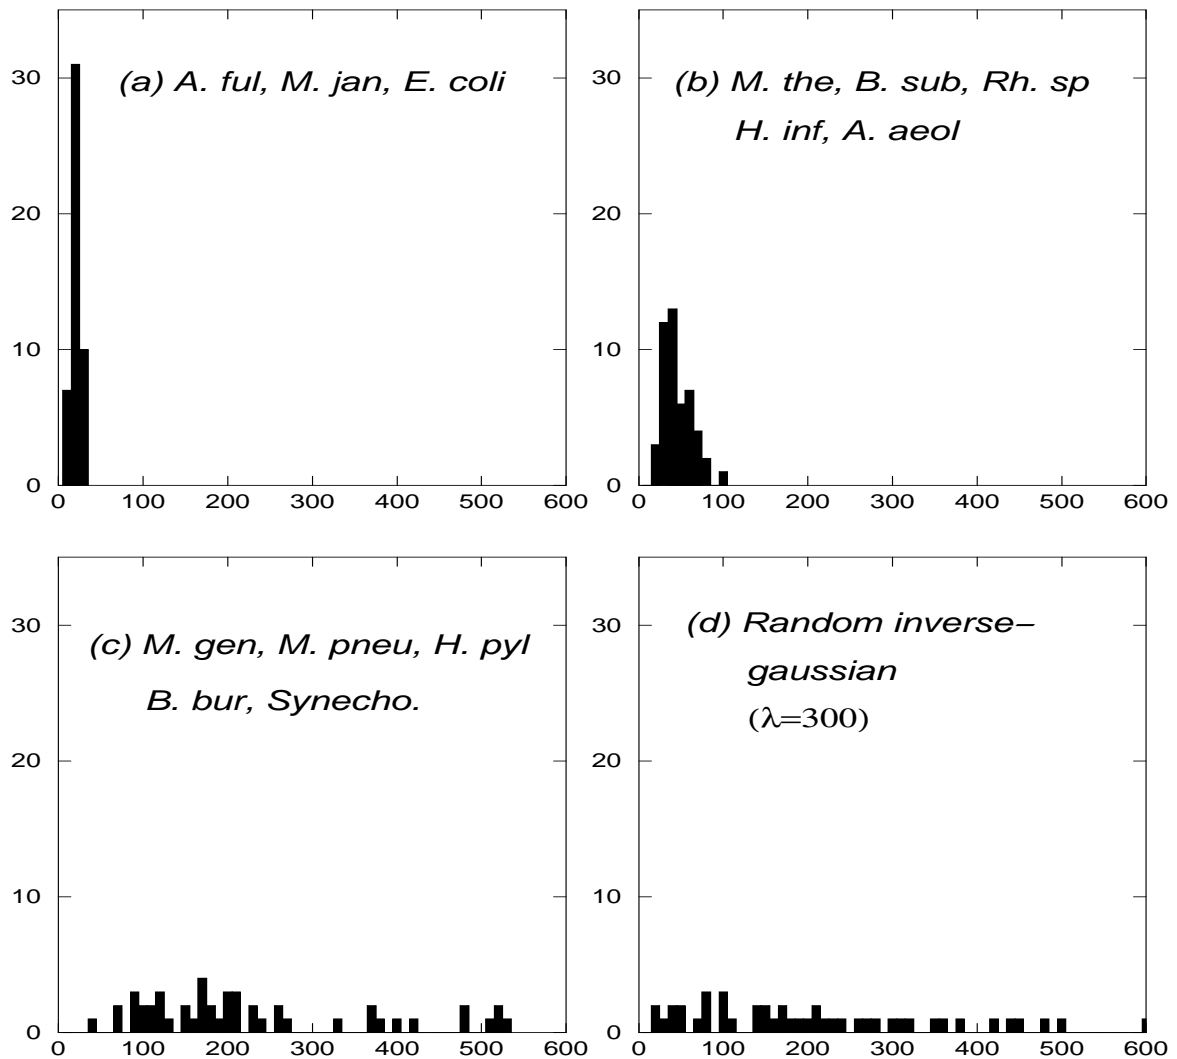 (a) A. ful, M. jan, E. coli
30
20
10
0
0 100 200 300 400 500 600
(b) M. the, B. sub, Rh. sp
H. inf, A. aeol
30
20
10
0
0 100 200 300 400 500 600
(c) M. gen, M. pneu, H. pyl
B. bur, Synecho.
30
20
10
0
0 100 200 300 400 500 600
(d) Random inverse–
gaussian
(λ=300)
30
20
10
0
0 100 200 300 400 500 600